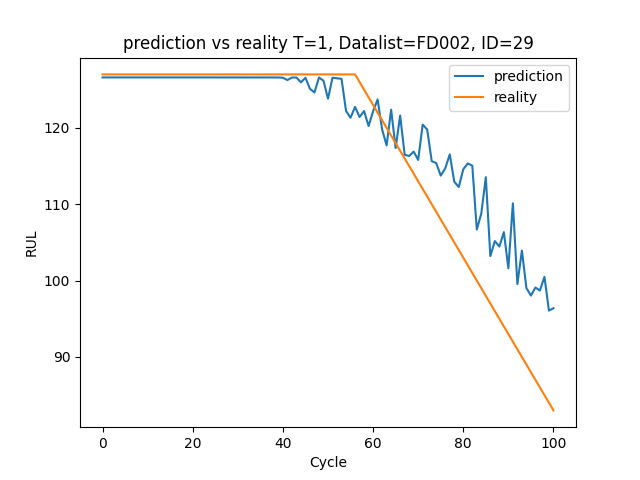 prediction vs reality T=1, Datalist=FD002, ID=29
prediction
reality
RUL
120
110
100
90
0 20 40 60 80 100
Cycle